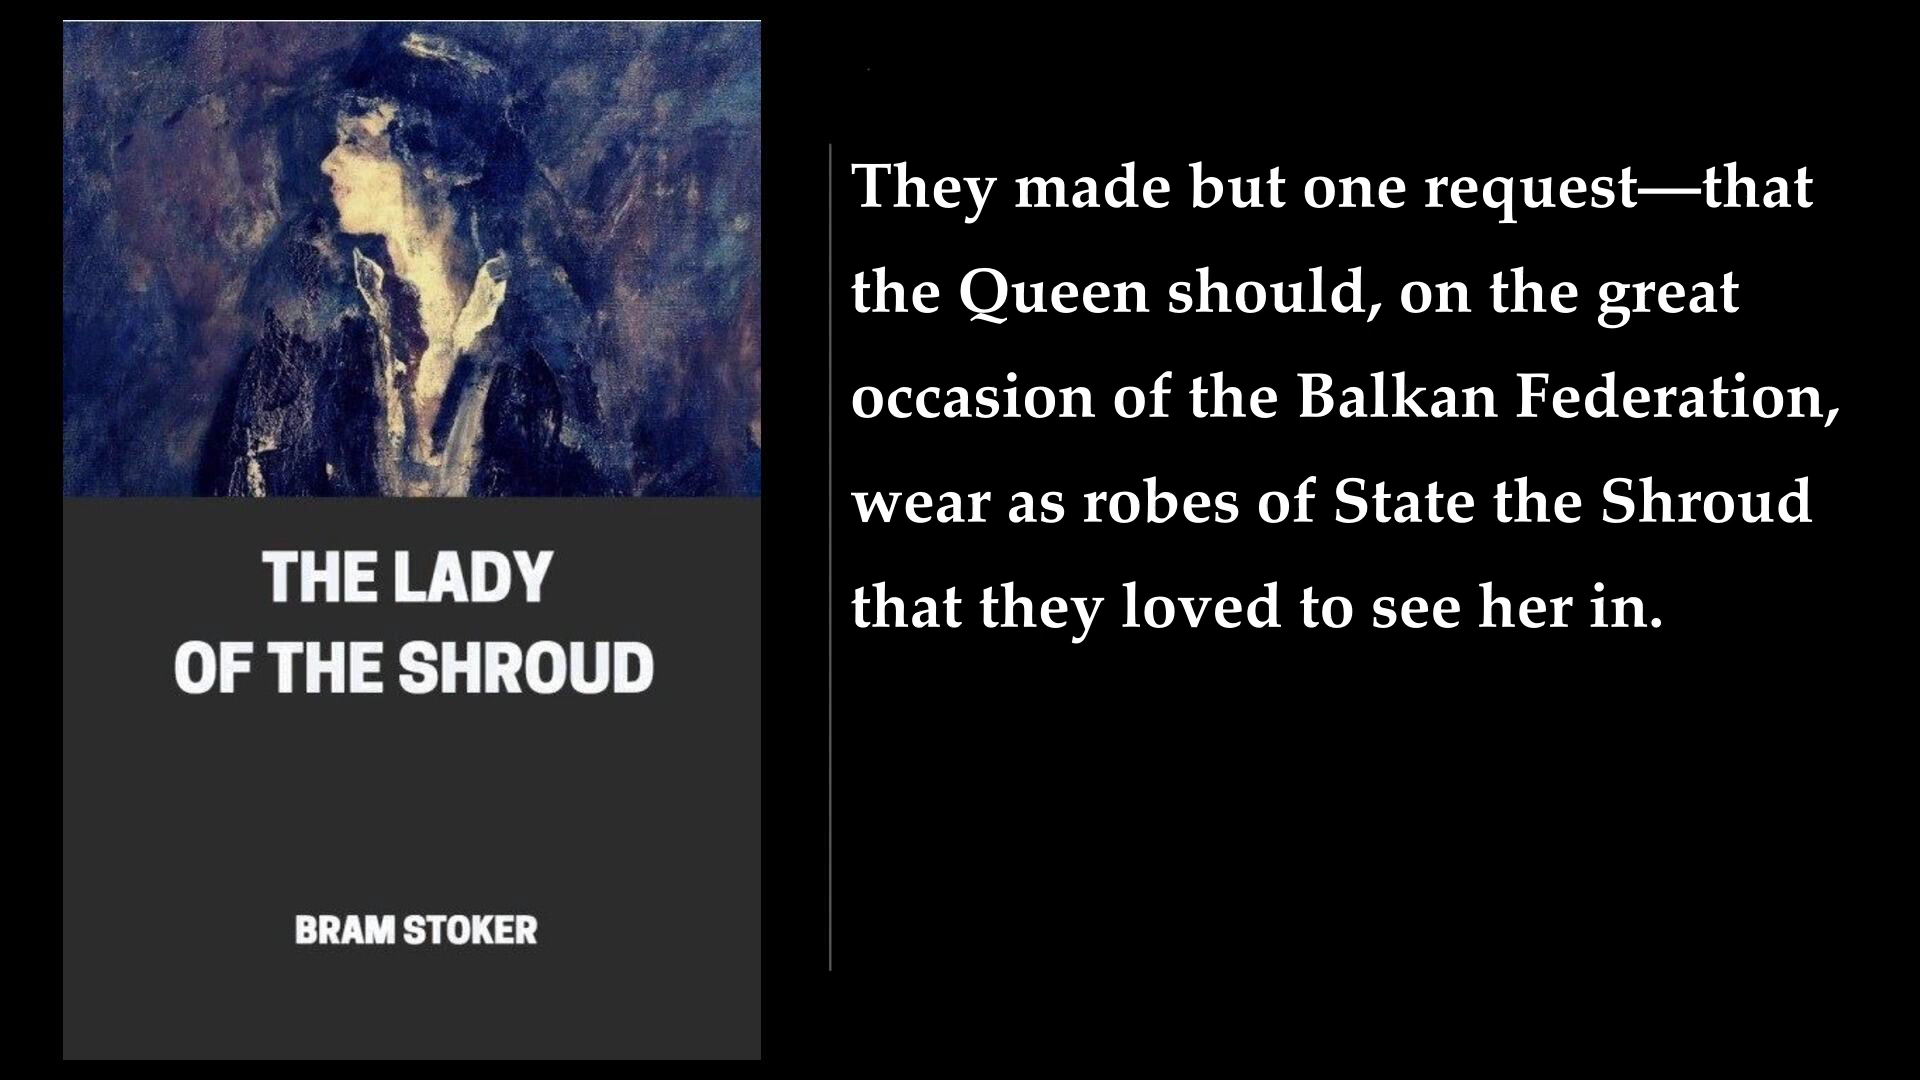 THE LADY
OF THE SHROUD
BRAM STOKER
They made but one request—that
the Queen should, on the great
occasion of the Balkan Federation,
wear as robes of State the Shroud
that they loved to see her in.